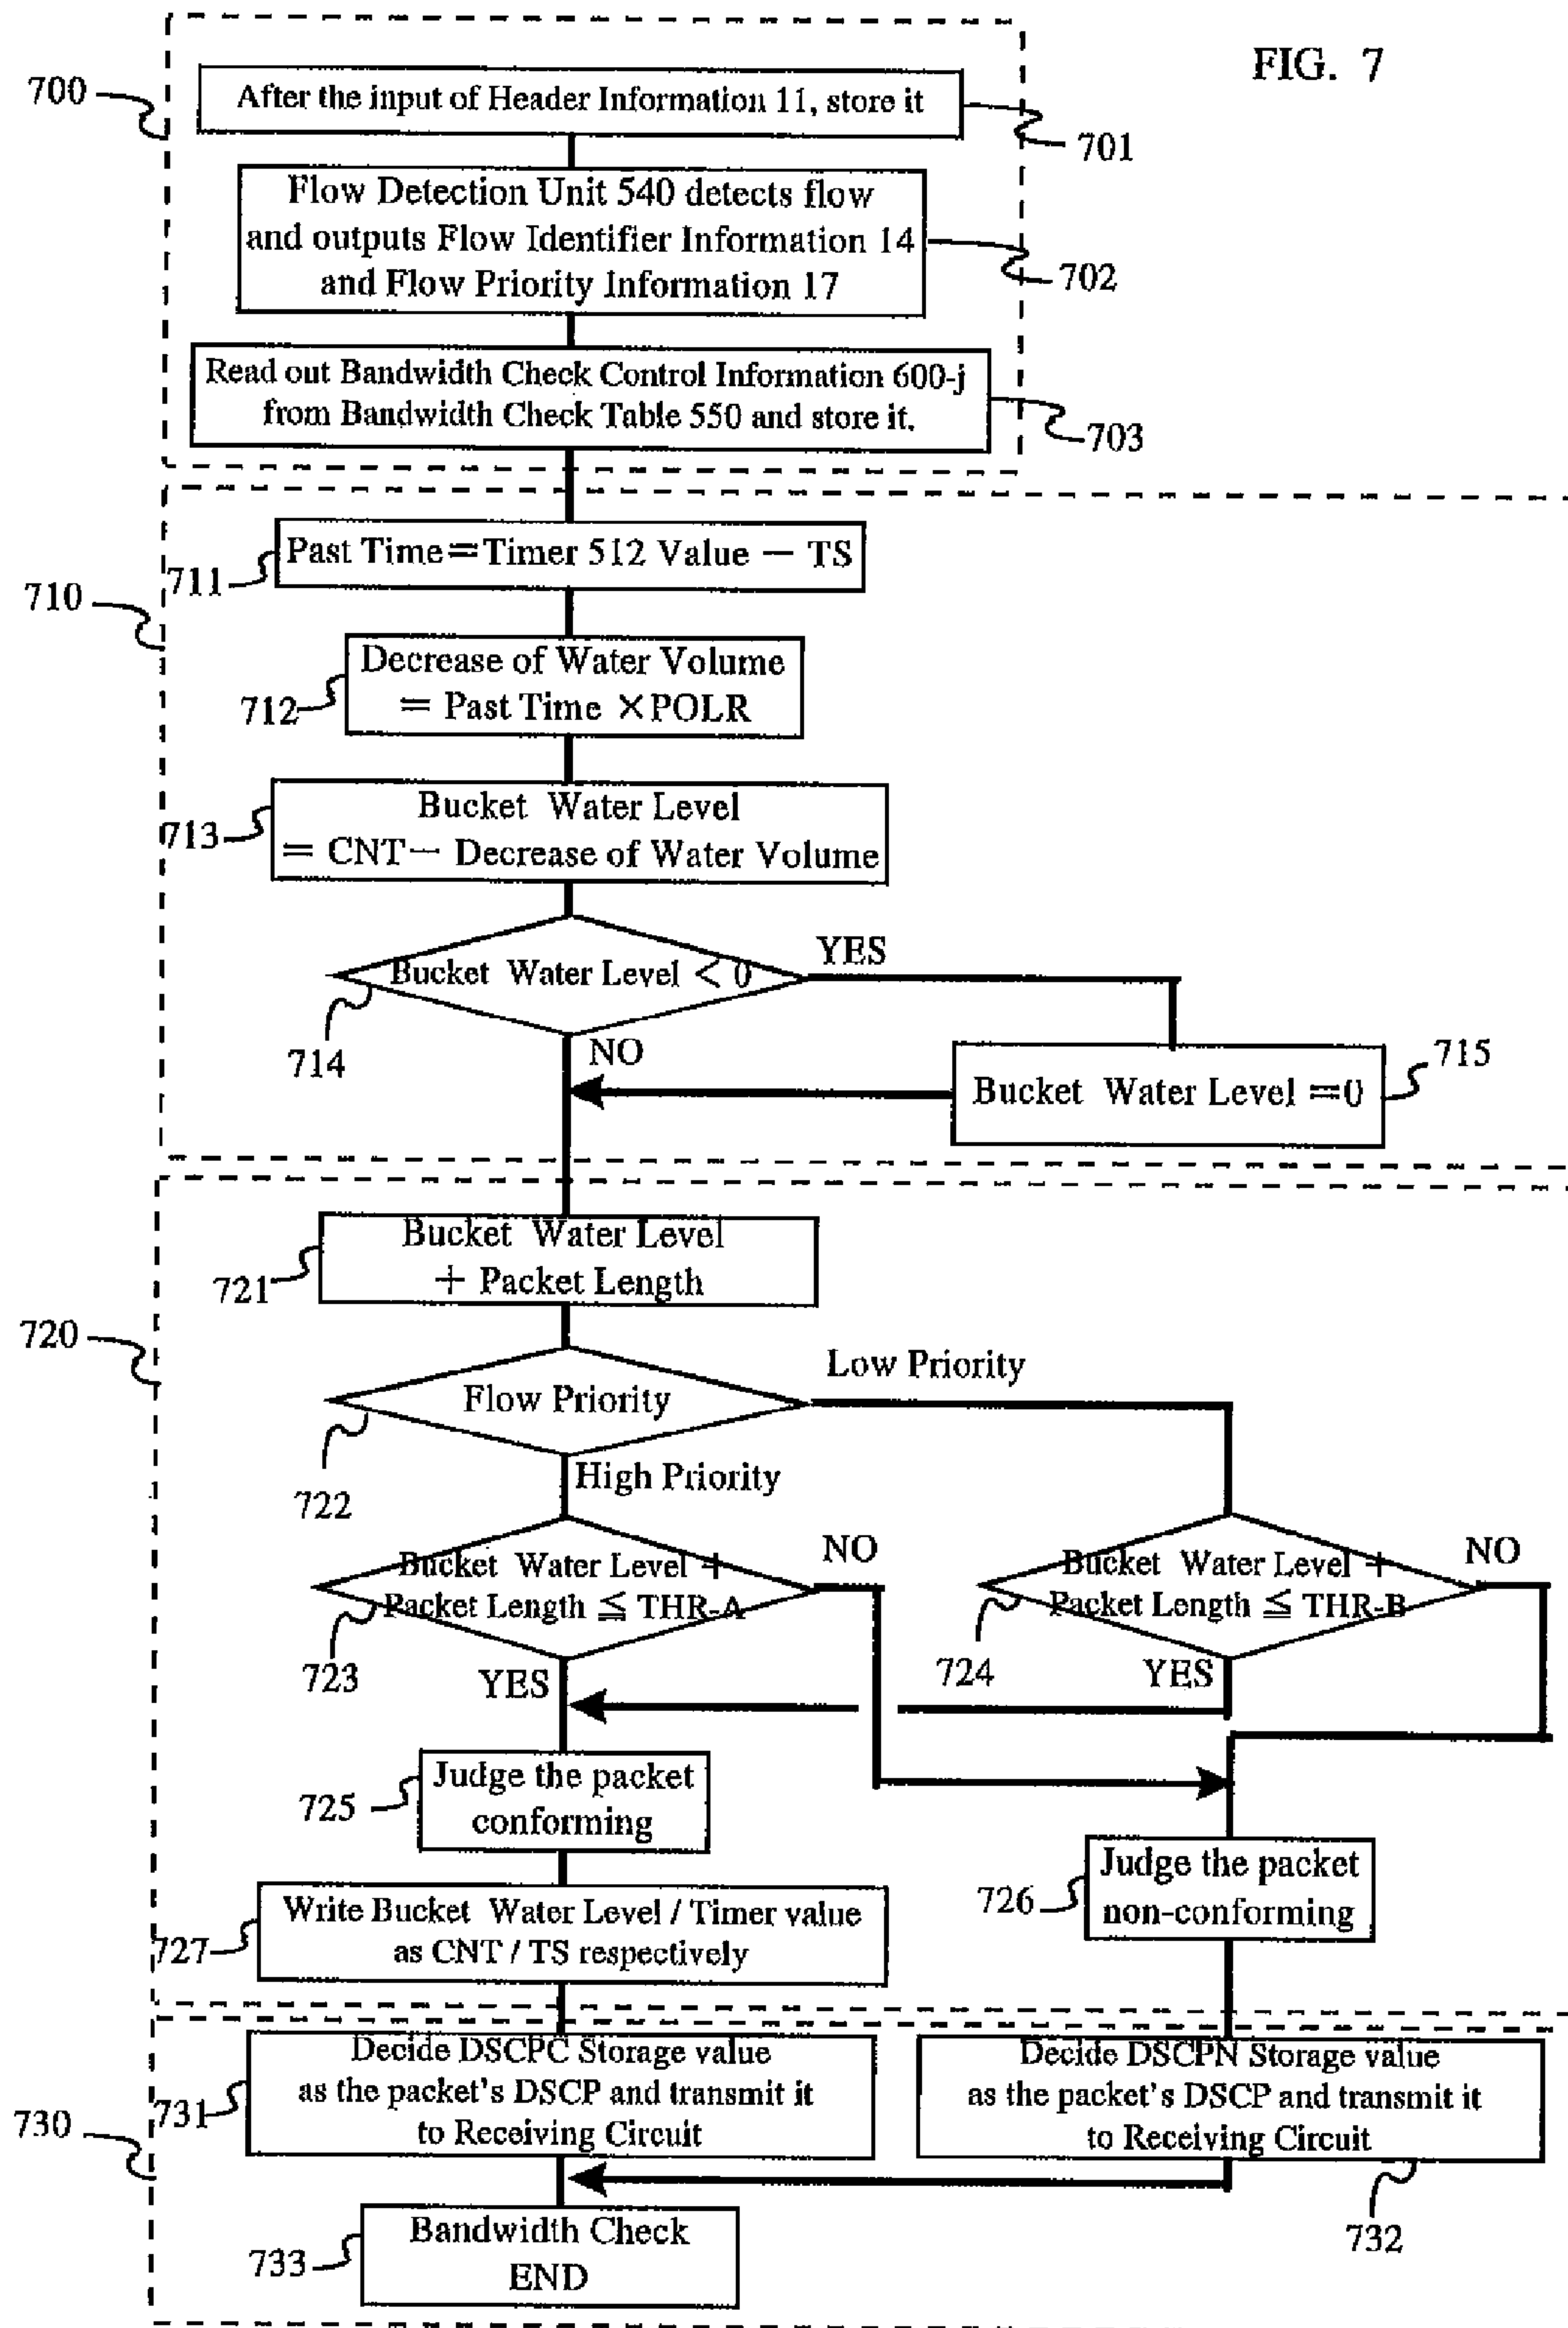 FIG. 7
700
After the input of Header Information 11, store it
701
Flow Detection Unit 540 detects flow
and outputs Flow Identifier Information 14
and Flow Priority Information 17
702
Read out Bandwidth Check Control Information 600-j
from Bandwidth Check Table 550 and store it.
703
710
Past Time＝Timer 512 Value － TS
711
Decrease of Water Volume
＝ Past Time ×POLR
712
Bucket Water Level
＝ CNT－ Decrease of Water Volume
713
Bucket Water Level < 0
YES
714
NO
Bucket Water Level ＝0
715
720
Bucket Water Level
＋ Packet Length
721
Flow Priority
Low Priority
722
High Priority
Bucket Water Level ＋
Packet Length ≦ THR-A
NO
723
YES
Bucket Water Level ＋
Packet Length ≦ THR-B
NO
724
YES
Judge the packet
conforming
725
Judge the packet
non-conforming
726
Write Bucket Water Level / Timer value
as CNT / TS respectively
727
730
Decide DSCPC Storage value
as the packet's DSCP and transmit it
to Receiving Circuit
731
Decide DSCPN Storage value
as the packet's DSCP and transmit it
to Receiving Circuit
732
Bandwidth Check
END
733